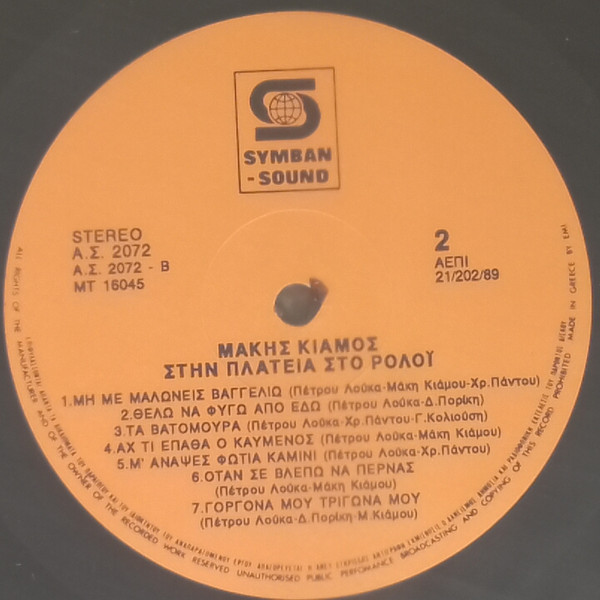 SYMBAN
-SOUND
STEREO
Α.Σ. 2072
Α.Σ. 2072 - Β
ΜΤ 16045
2
ΑΕΠΙ
21/202/89
ΜΑΚΗΣ ΚΙΑΜΟΣ
ΣΤΗΝ ΠΛΑΤΕΙΑ ΣΤΟ ΡΟΛΟΪ
1.ΜΗ ΜΕ ΜΑΛΩΝΕΙΣ ΒΑΓΓΕΛΙΩ (Πέτρου Λούκα-Μάκη Κιάμου-Χρ.Πάντου)
2.ΘΕΛΩ ΝΑ ΦΥΓΩ ΑΠΟ ΕΔΩ (Πέτρου Λούκα-Δ.Πορίκη)
3.ΤΑ ΒΑΤΟΜΟΥΡΑ (Πέτρου Λούκα-Χρ.Πάντου-Γ.Κολιούση)
4.ΑΧ ΤΙ ΕΠΑΘΑ Ο ΚΑΥΜΕΝΟΣ (Πέτρου Λούκα-Μάκη Κιάμου)
5.Μ' ΑΝΑΨΕΣ ΦΩΤΙΑ ΚΑΜΙΝΙ (Πέτρου Λούκα-Χρ.Πάντου)
6.ΟΤΑΝ ΣΕ ΒΛΕΠΩ ΝΑ ΠΕΡΝΑΣ
(Πέτρου Λούκα-Μάκη Κιάμου)
7.ΓΟΡΓΟΝΑ ΜΟΥ ΤΡΙΓΩΝΑ ΜΟΥ
(Πέτρου Λούκα-Δ.Πορίκη-Μ.Κιάμου)
ALL RIGHTS OF THE MANUFACTURER AND OF THE OWNER OF THE RECORDED WORK RESERVED UNAUTHORISED PUBLIC PERFOMANCE BROADCASTING AND COPYING OF THIS RECORD PROHIBITED MADE IN GREECE BY EMI